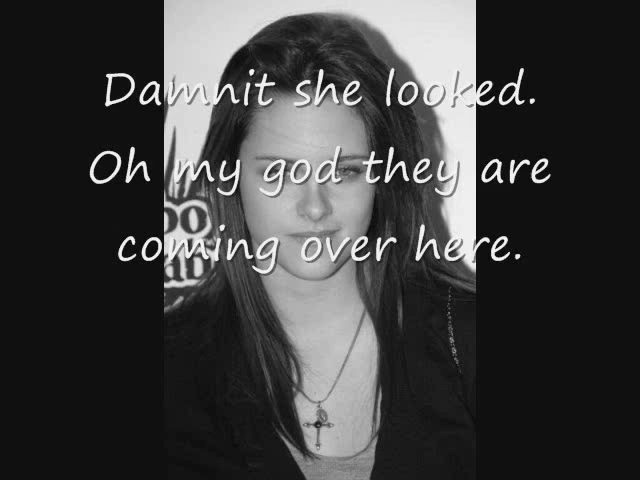 Damnit she looked.
Oh my god they are
coming over here.